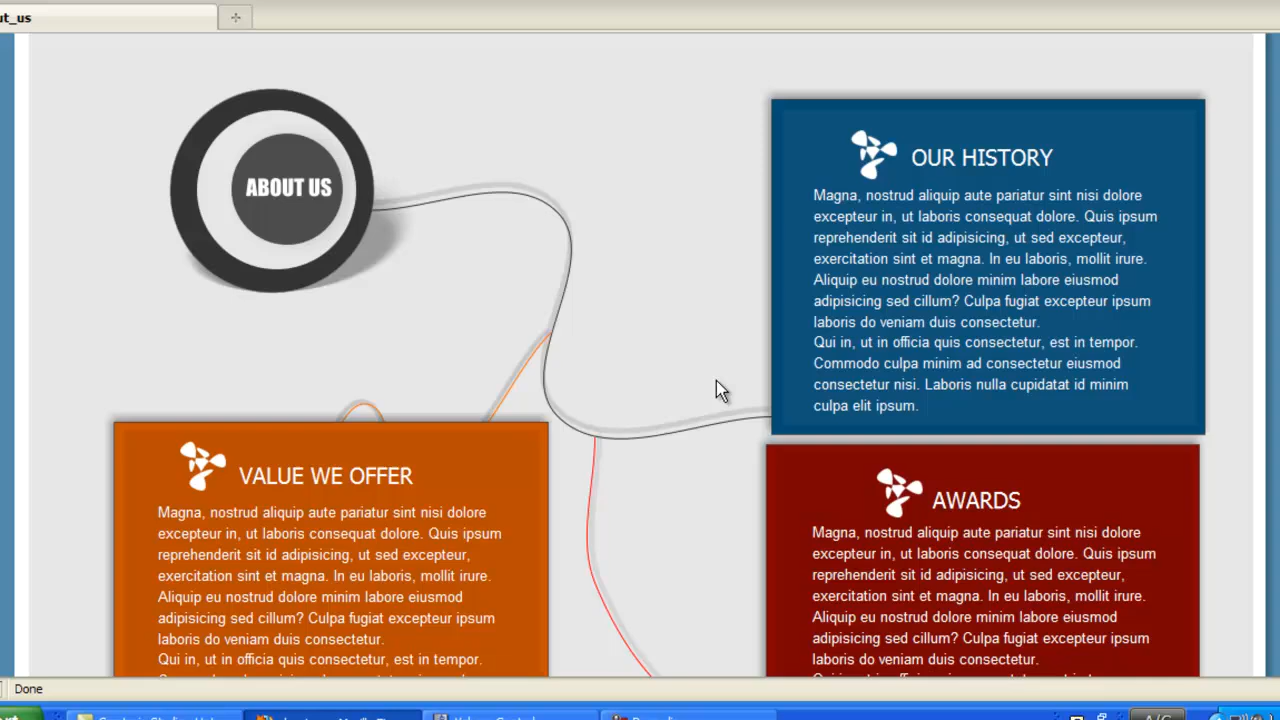 ut_us
ABOUT US
OUR HISTORY
Magna, nostrud aliquip aute pariatur sint nisi dolore
excepteur in, ut laboris consequat dolore. Quis ipsum
reprehenderit sit id adipisicing, ut sed excepteur,
exercitation sint et magna. In eu laboris, mollit irure.
Aliquip eu nostrud dolore minim labore eiusmod
adipisicing sed cillum? Culpa fugiat excepteur ipsum
laboris do veniam duis consectetur.
Qui in, ut in officia quis consectetur, est in tempor.
Commodo culpa minim ad consectetur eiusmod
consectetur nisi. Laboris nulla cupidatat id minim
culpa elit ipsum.
VALUE WE OFFER
Magna, nostrud aliquip aute pariatur sint nisi dolore
excepteur in, ut laboris consequat dolore. Quis ipsum
reprehenderit sit id adipisicing, ut sed excepteur,
exercitation sint et magna. In eu laboris, mollit irure.
Aliquip eu nostrud dolore minim labore eiusmod
adipisicing sed cillum? Culpa fugiat excepteur ipsum
laboris do veniam duis consectetur.
Qui in, ut in officia quis consectetur, est in tempor.
AWARDS
Magna, nostrud aliquip aute pariatur sint nisi dolore
excepteur in, ut laboris consequat dolore. Quis ipsum
reprehenderit sit id adipisicing, ut sed excepteur,
exercitation sint et magna. In eu laboris, mollit irure.
Aliquip eu nostrud dolore minim labore eiusmod
adipisicing sed cillum? Culpa fugiat excepteur ipsum
laboris do veniam duis consectetur.
Done